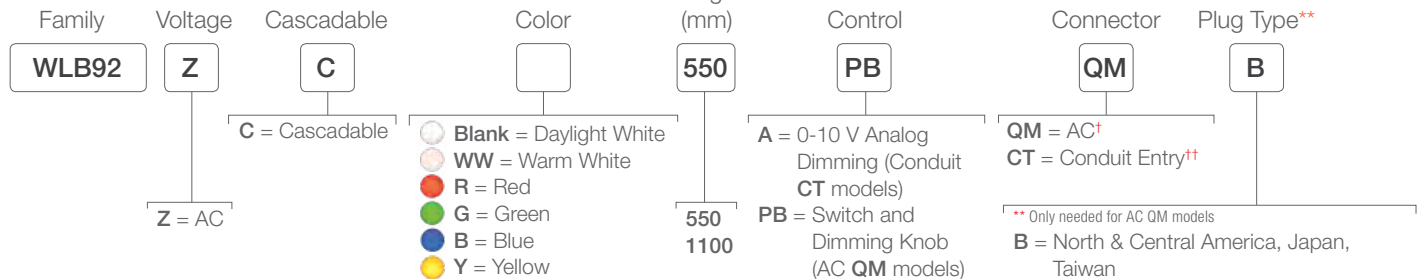 Family Voltage Cascadable Color (mm) Control Connector Plug Type**
WLB92 Z C 550 PB QM B
C = Cascadable
Z = AC
Blank = Daylight White
WW = Warm White
R = Red
G = Green
B = Blue
Y = Yellow
550
1100
A = 0-10 V Analog
Dimming (Conduit
CT models)
PB = Switch and
Dimming Knob
(AC QM models)
QM = AC†
CT = Conduit Entry††
** Only needed for AC QM models
B = North & Central America, Japan,
Taiwan